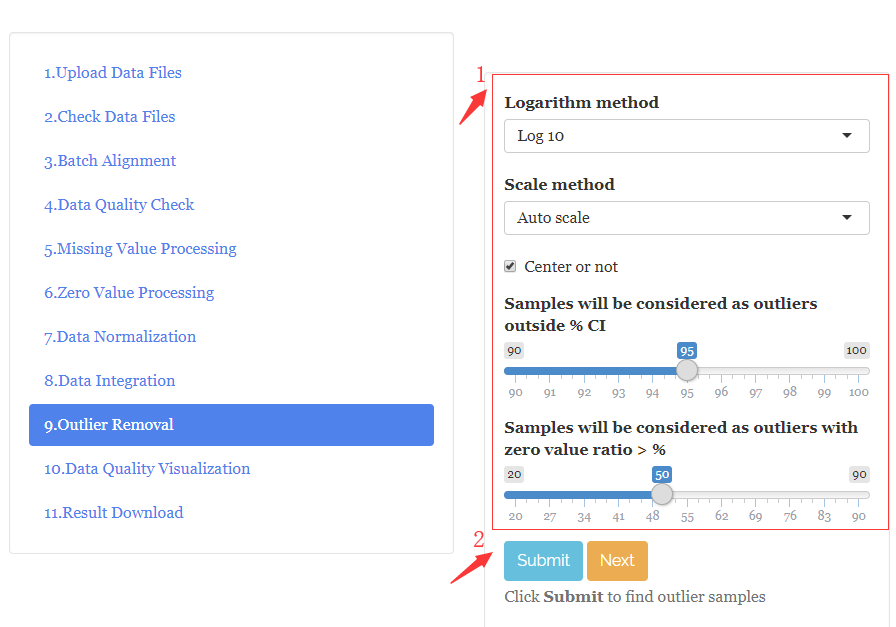 1.Upload Data Files
2.Check Data Files
3.Batch Alignment
4.Data Quality Check
5.Missing Value Processing
6.Zero Value Processing
7.Data Normalization
8.Data Integration
9.Outlier Removal
10.Data Quality Visualization
11.Result Download
1
Logarithm method
Log 10
Scale method
Auto scale
Center or not
Samples will be considered as outliers
outside % CI
90 95 100
90 91 92 93 94 95 96 97 98 99 100
Samples will be considered as outliers with
zero value ratio > %
20 50 90
20 27 34 41 48 55 62 69 76 83 90
2
Submit Next
Click Submit to find outlier samples